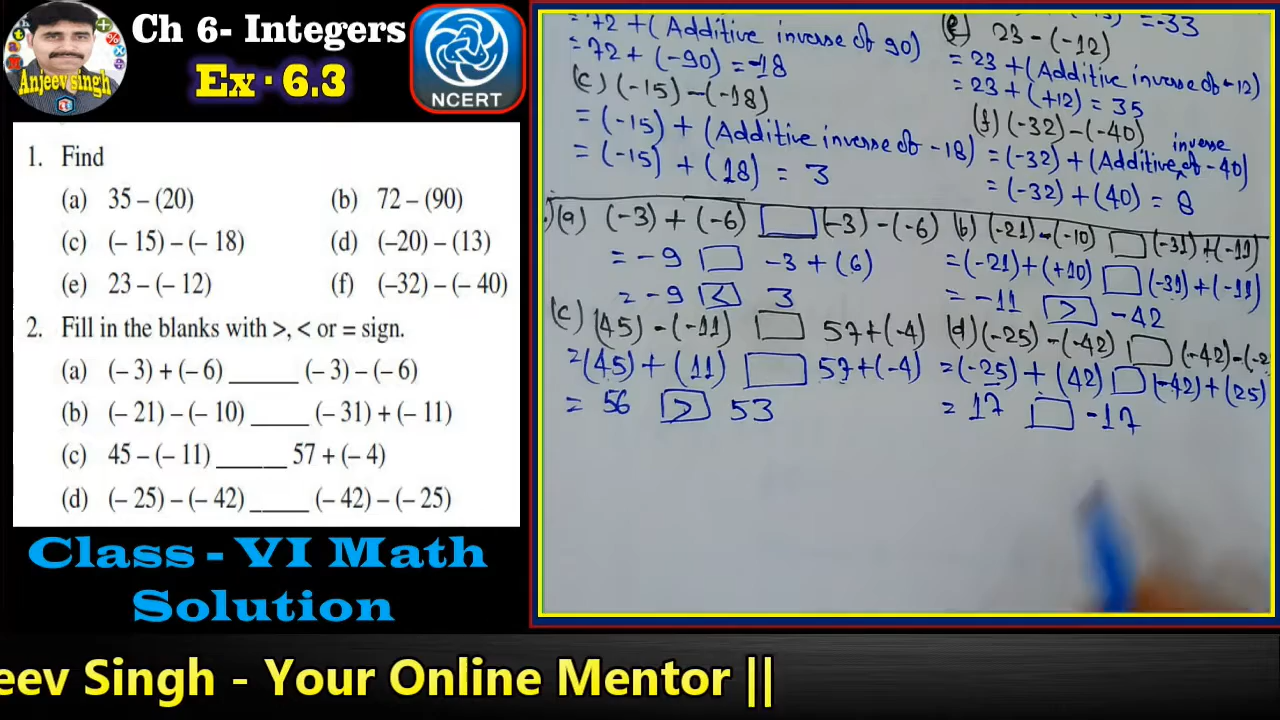 Anjeev singh
Ch 6- Integers
Ex · 6.3
NCERT
1. Find
(a) 35 – (20) (b) 72 – (90)
(c) (– 15) – (– 18) (d) (–20) – (13)
(e) 23 – (– 12) (f) (–32) – (– 40)
2. Fill in the blanks with >, < or = sign.
(a) (– 3) + (– 6) ______ (– 3) – (– 6)
(b) (– 21) – (– 10) _____ (– 31) + (– 11)
(c) 45 – (– 11) ______ 57 + (– 4)
(d) (– 25) – (– 42) _____ (– 42) – (– 25)
Class - VI Math
Solution
= 72 + (Additive inverse of 90)
= 72 + (-90) = -18
(c) (-15) - (-18)
= (-15) + (Additive inverse of -18)
= (-15) + (18) = 3
= -33
(e) 23 - (-12)
= 23 + (Additive inverse of -12)
= 23 + (+12) = 35
(f) (-32) - (-40)
= (-32) + (Additive inverse of -40)
= (-32) + (40) = 8
(a) (-3) + (-6) □ (-3) - (-6)
= -9 □ -3 + (6)
= -9 < 3
(b) (-21) - (-10) □ (-31) + (-11)
= (-21) + (+10) □ (-31) + (-11)
= -11 > -42
(c) (45) - (-11) □ 57 + (-4)
= (45) + (11) □ 57 + (-4)
= 56 > 53
(d) (-25) - (-42) □ (-42) - (-2
= (-25) + (42) □ (-42) + (25)
= 17 □ -17
eev Singh - Your Online Mentor ||